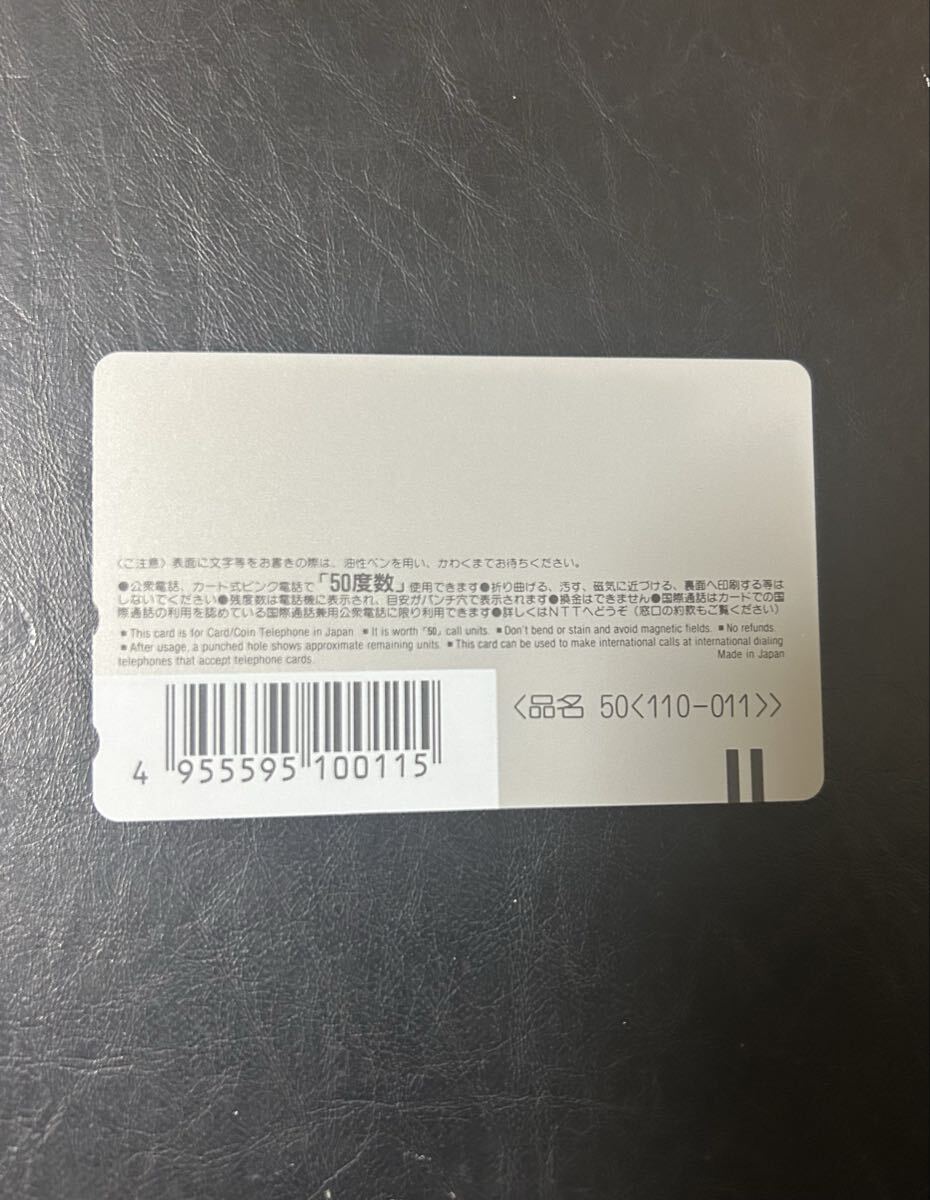 〈ご注意〉表面に文字等をお書きの際は、油性ペンを用い、かわくまでお待ちください。
●公衆電話、カード式ピンク電話で「50度数」使用できます●折り曲げる、汚す、磁気に近づける、裏面へ印刷する等は
しないでください●残度数は電話機に表示され、目安がパンチ穴で表示されます●換金はできません●国際通話はカードでの国
際通話の利用を認めている国際通話兼用公衆電話に限り利用できます●詳しくはNTTへどうぞ（窓口の約款もご覧ください）
■ This card is for Card/Coin Telephone in Japan. ■ It is worth「50」call units. ■ Don't bend or stain and avoid magnetic fields. ■ No refunds.
■ After usage, a punched hole shows approximate remaining units. ■ This card can be used to make international calls at international dialing
telephones that accept telephone cards. Made in Japan
〈品名 50〈110-011〉〉
4 955595 100115